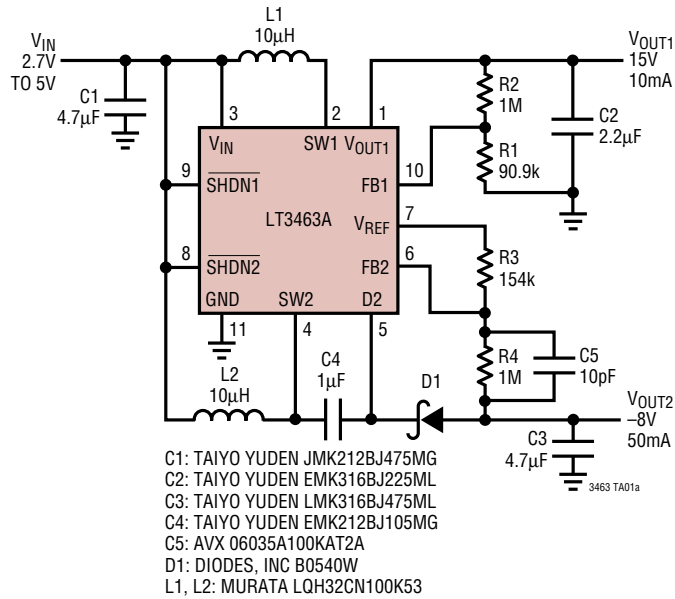 L1
10µH
VIN
2.7V
TO 5V
C1
4.7µF
VOUT1
15V
10mA
R2
1M
C2
2.2µF
R1
90.9k
3
2
1
VIN
SW1
VOUT1
9
SHDN1
10
FB1
LT3463A
7
VREF
8
SHDN2
6
FB2
R3
154k
GND
SW2
D2
11
4
5
L2
10µH
C4
1µF
D1
R4
1M
C5
10pF
VOUT2
–8V
50mA
C3
4.7µF
3463 TA01a
C1: TAIYO YUDEN JMK212BJ475MG
C2: TAIYO YUDEN EMK316BJ225ML
C3: TAIYO YUDEN LMK316BJ475ML
C4: TAIYO YUDEN EMK212BJ105MG
C5: AVX 06035A100KAT2A
D1: DIODES, INC B0540W
L1, L2: MURATA LQH32CN100K53